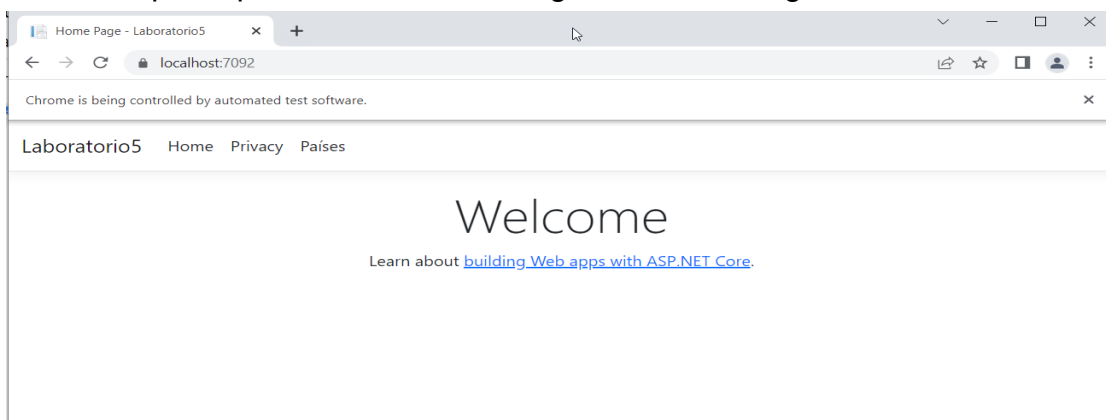 Home Page - Laboratorio5
localhost:7092
Chrome is being controlled by automated test software.
Laboratorio5 Home Privacy Países
Welcome
Learn about building Web apps with ASP.NET Core.